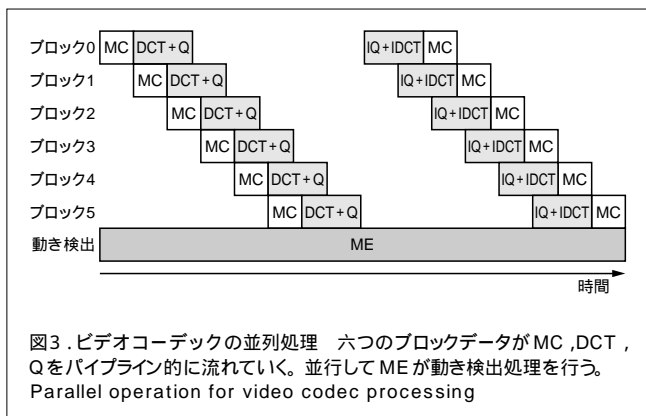 ブロック0 MC DCT+Q IQ+IDCT MC
ブロック1 MC DCT+Q IQ+IDCT MC
ブロック2 MC DCT+Q IQ+IDCT MC
ブロック3 MC DCT+Q IQ+IDCT MC
ブロック4 MC DCT+Q IQ+IDCT MC
ブロック5 MC DCT+Q IQ+IDCT MC
動き検出 ME
時間
図3.ビデオコーデックの並列処理 六つのブロックデータがMC,DCT,
Qをパイプライン的に流れていく。並行してMEが動き検出処理を行う。
Parallel operation for video codec processing